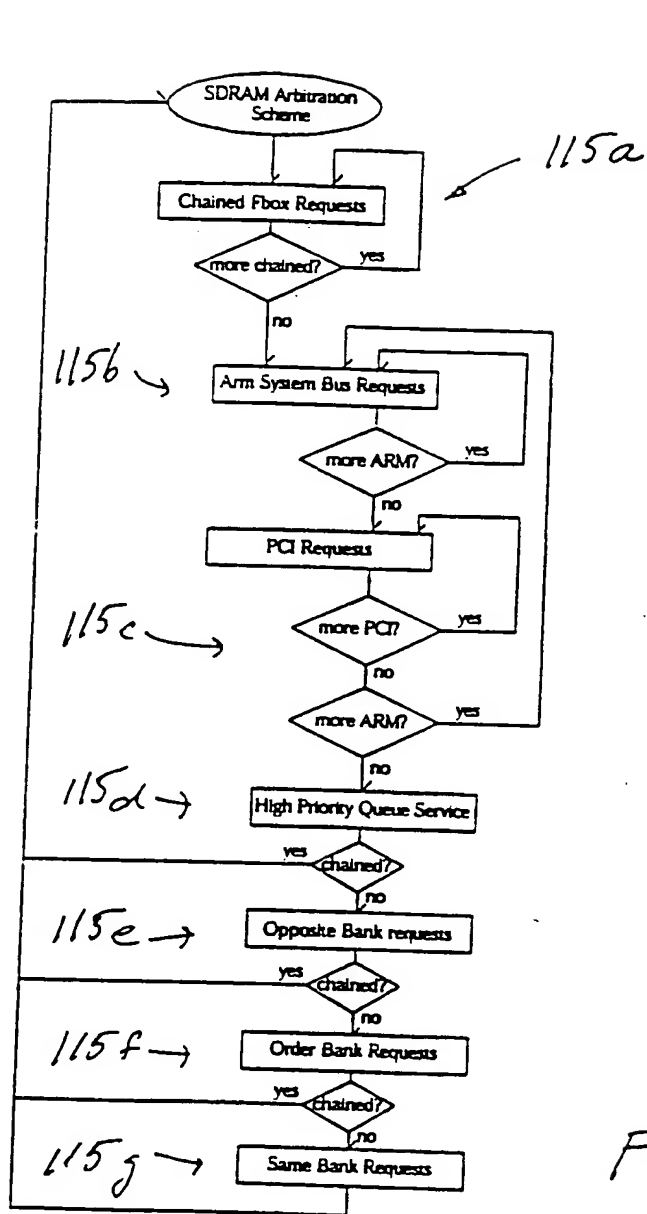 SDRAM Arbitration
Scheme
115a
Chained Fbox Requests
more chained?
yes
no
115b
Arm System Bus Requests
more ARM?
yes
no
PCI Requests
115c
more PCI?
yes
no
more ARM?
yes
no
115d
High Priority Queue Service
yes
chained?
no
115e
Opposite Bank requests
yes
chained?
no
115f
Order Bank Requests
yes
chained?
no
115g
Same Bank Requests
F